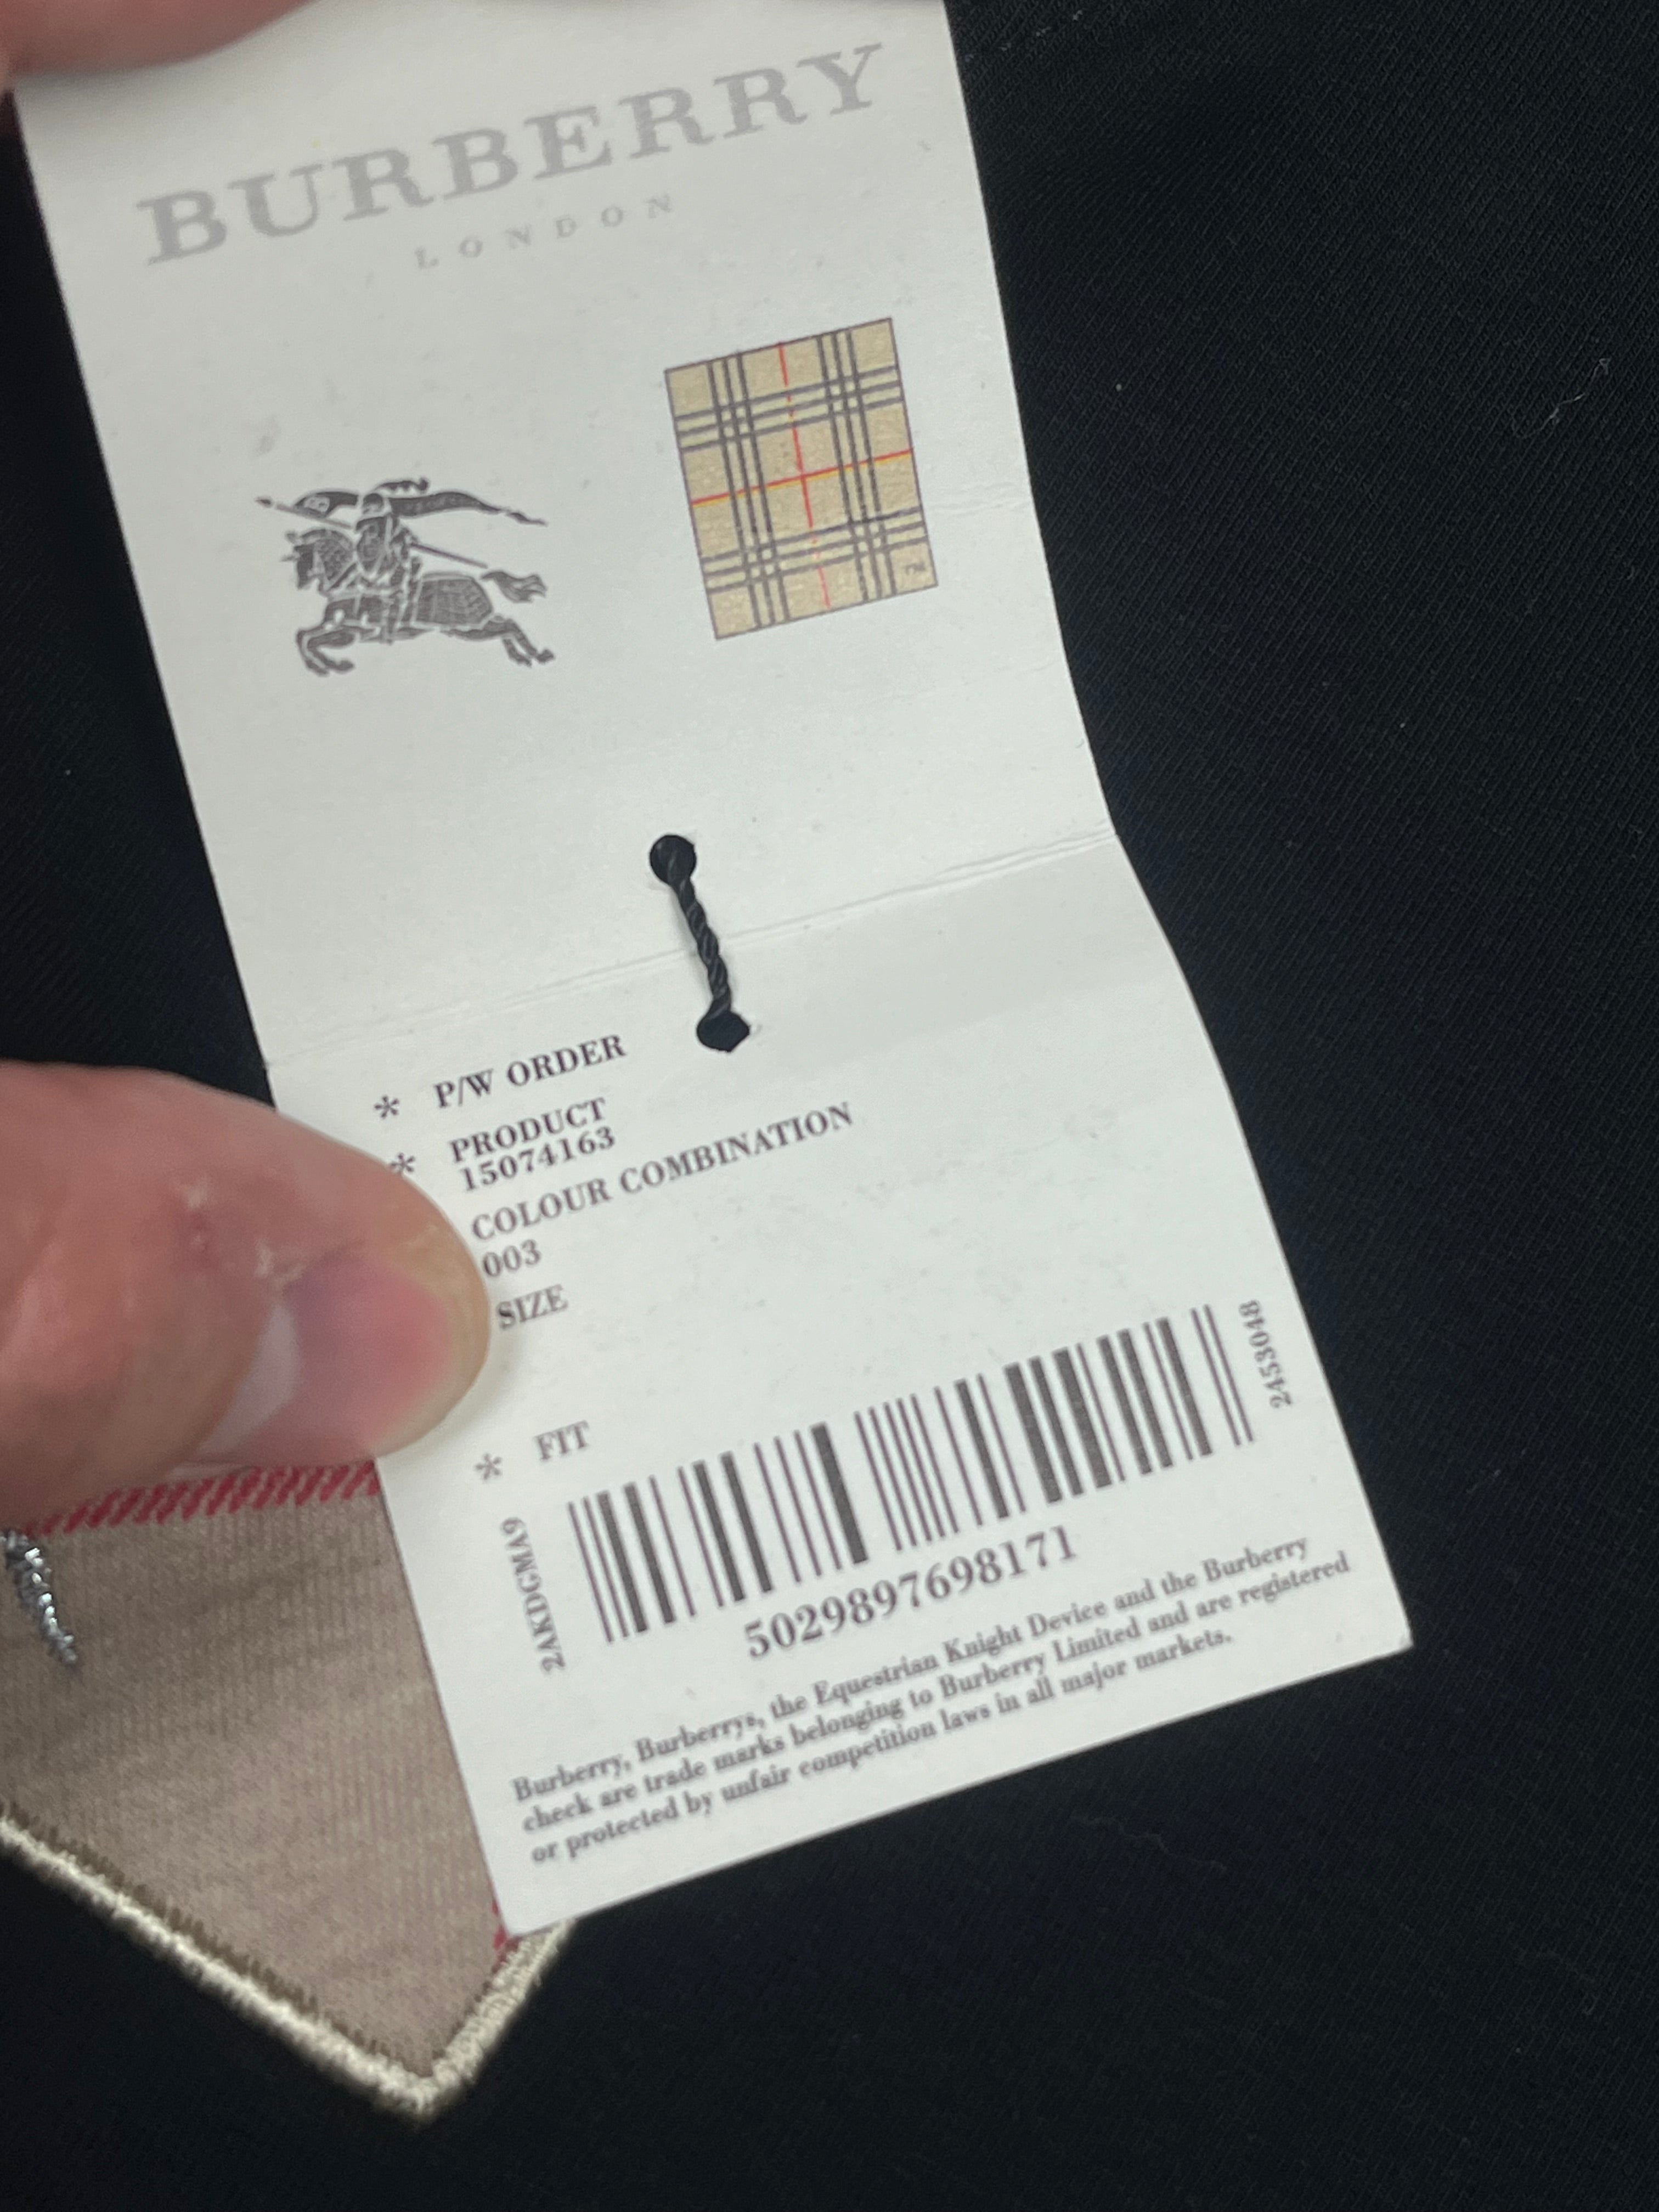 BURBERRY
LONDON
TM
* P/W ORDER
* PRODUCT
15074163
COLOUR COMBINATION
003
SIZE
* FIT
2453048
2AKDGMA9
5029897698171
Burberry, Burberrys, the Equestrian Knight Device and the Burberry
check are trade marks belonging to Burberry Limited and are registered
or protected by unfair competition laws in all major markets.